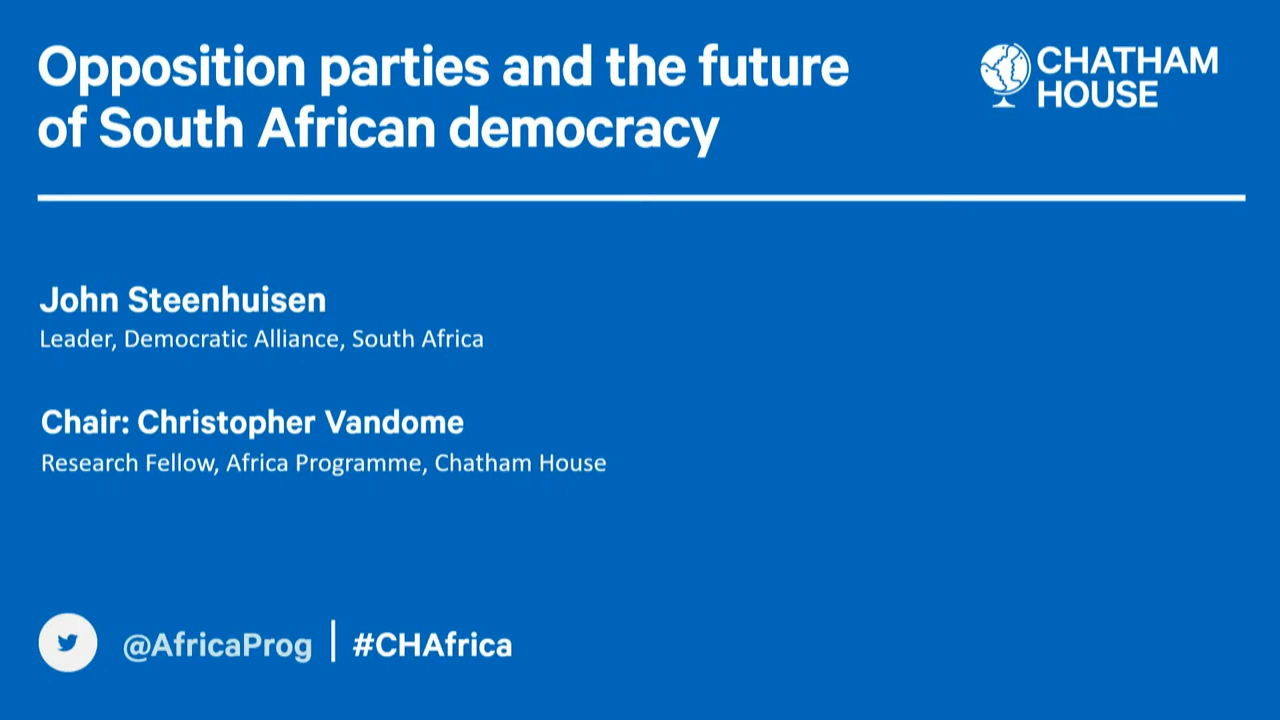 Opposition parties and the future
of South African democracy
CHATHAM
HOUSE
John Steenhuisen
Leader, Democratic Alliance, South Africa
Chair: Christopher Vandome
Research Fellow, Africa Programme, Chatham House
@AfricaProg | #CHAfrica